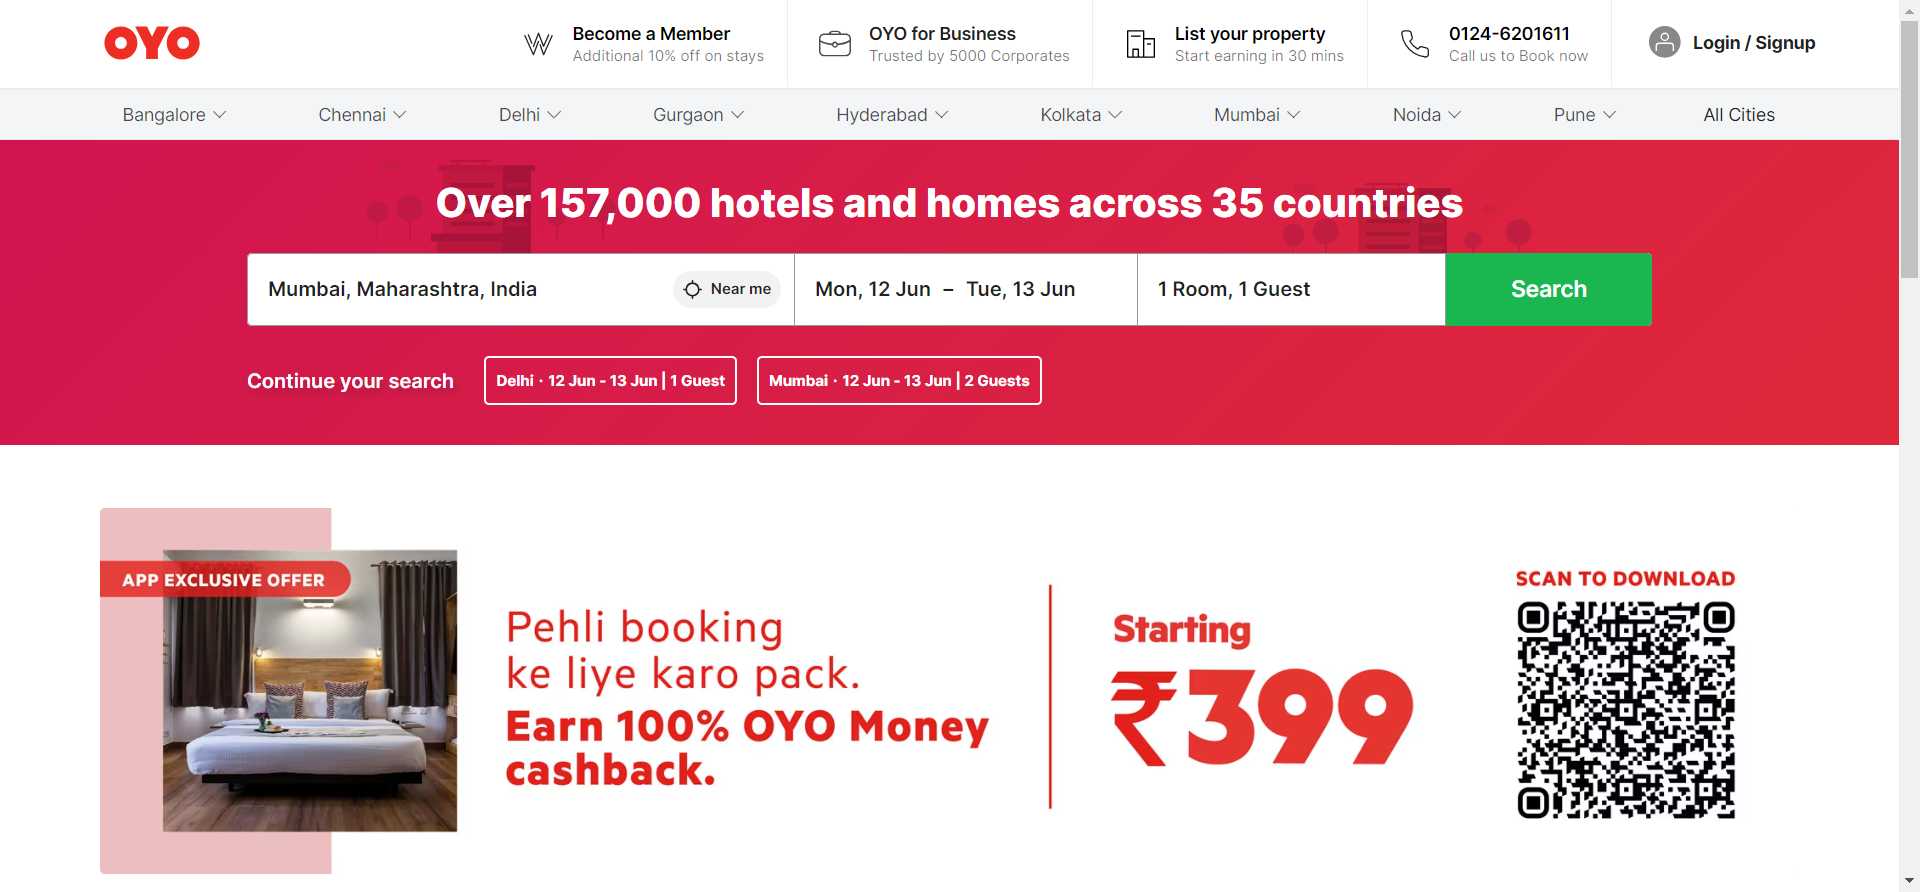 OYO
Become a Member
Additional 10% off on stays
OYO for Business
Trusted by 5000 Corporates
List your property
Start earning in 30 mins
0124-6201611
Call us to Book now
Login / Signup
Bangalore
Chennai
Delhi
Gurgaon
Hyderabad
Kolkata
Mumbai
Noida
Pune
All Cities
Over 157,000 hotels and homes across 35 countries
Mumbai, Maharashtra, India
Near me
Mon, 12 Jun – Tue, 13 Jun
1 Room, 1 Guest
Search
Continue your search
Delhi · 12 Jun - 13 Jun | 1 Guest
Mumbai · 12 Jun - 13 Jun | 2 Guests
APP EXCLUSIVE OFFER
Pehli booking
ke liye karo pack.
Earn 100% OYO Money
cashback.
Starting
₹399
SCAN TO DOWNLOAD